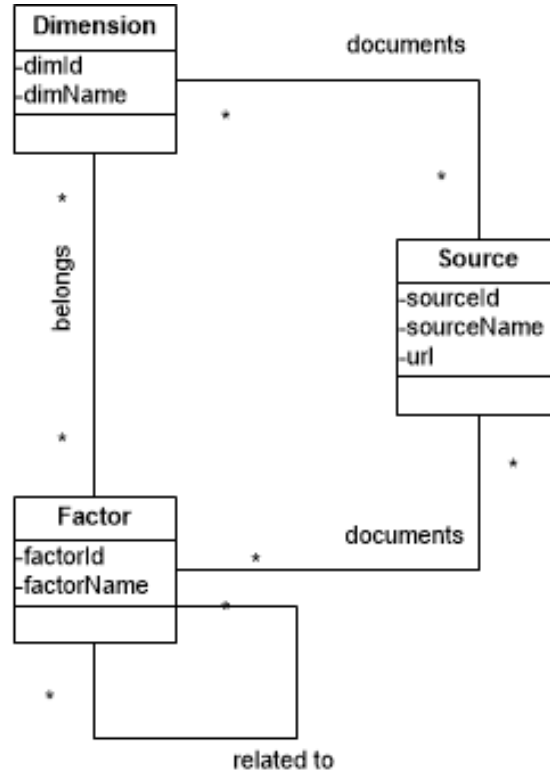 Dimension
-dimId
-dimName
documents
*
*
*
belongs
*
Source
-sourceId
-sourceName
-url
*
Factor
-factorId
-factorName
documents
*
*
*
related to